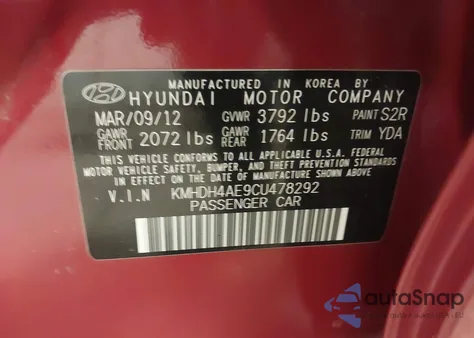 MANUFACTURED IN KOREA BY
HYUNDAI MOTOR COMPANY
MAR/09/12 GVWR 3792 lbs PAINT S2R
GAWR FRONT 2072 lbs GAWR REAR 1764 lbs TRIM YDA
THIS VEHICLE CONFORMS TO ALL APPLICABLE U.S.A. FEDERAL
MOTOR VEHICLE SAFETY, BUMPER, AND THEFT PREVENTION
STANDARDS IN EFFECT ON THE DATE OF MANUFACTURE SHOWN ABOVE.
V.I.N KMHDH4AE9CU478292
PASSENGER CAR
autoSnap